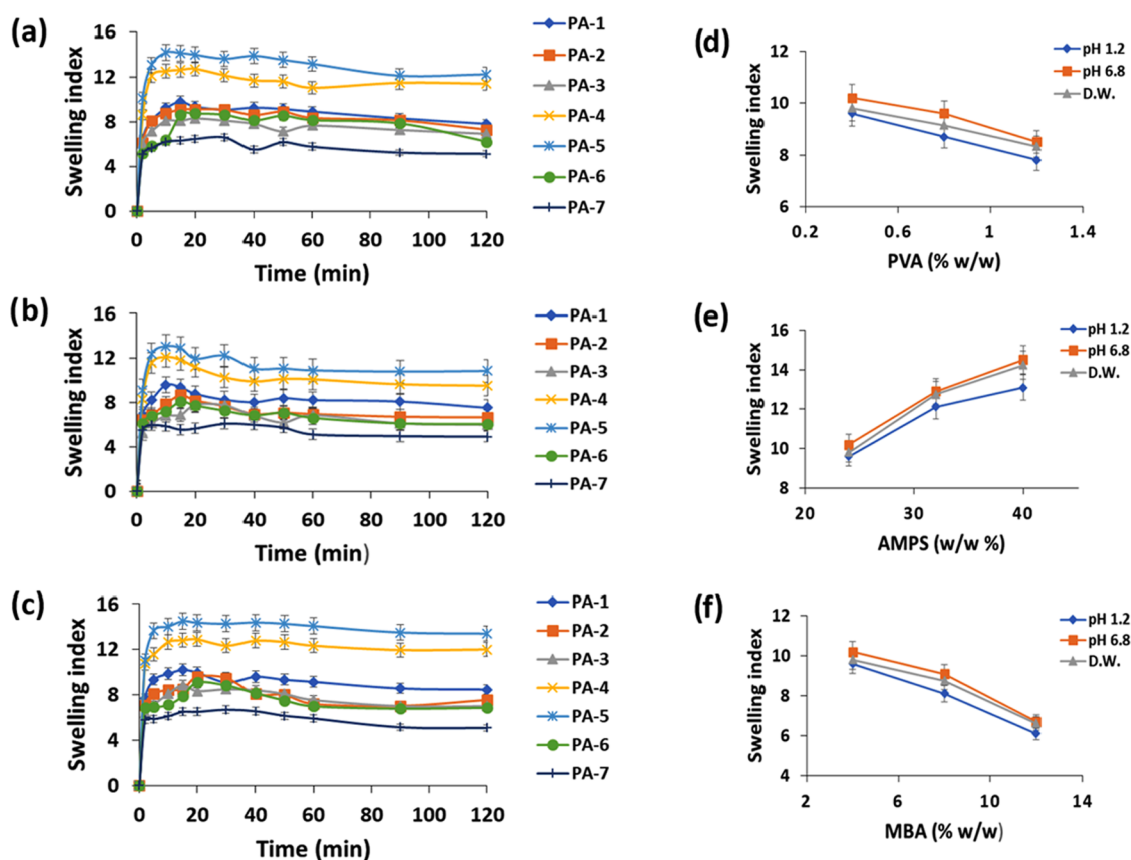 (a)
Swelling index
16
12
8
4
0
0 20 40 60 80 100 120
Time (min)
PA-1
PA-2
PA-3
PA-4
PA-5
PA-6
PA-7
(d)
Swelling index
12
10
8
6
0.2 0.6 1 1.4
PVA (% w/w)
pH 1.2
pH 6.8
D.W.
(b)
Swelling index
16
12
8
4
0
0 20 40 60 80 100 120
Time (min)
PA-1
PA-2
PA-3
PA-4
PA-5
PA-6
PA-7
(e)
Swelling index
16
14
12
10
8
20 30 40
AMPS (w/w %)
pH 1.2
pH 6.8
D.W.
(c)
Swelling index
16
12
8
4
0
0 20 40 60 80 100 120
Time (min)
PA-1
PA-2
PA-3
PA-4
PA-5
PA-6
PA-7
(f)
Swelling index
12
10
8
6
4
2 6 10 14
MBA (% w/w)
pH 1.2
pH 6.8
D.W.